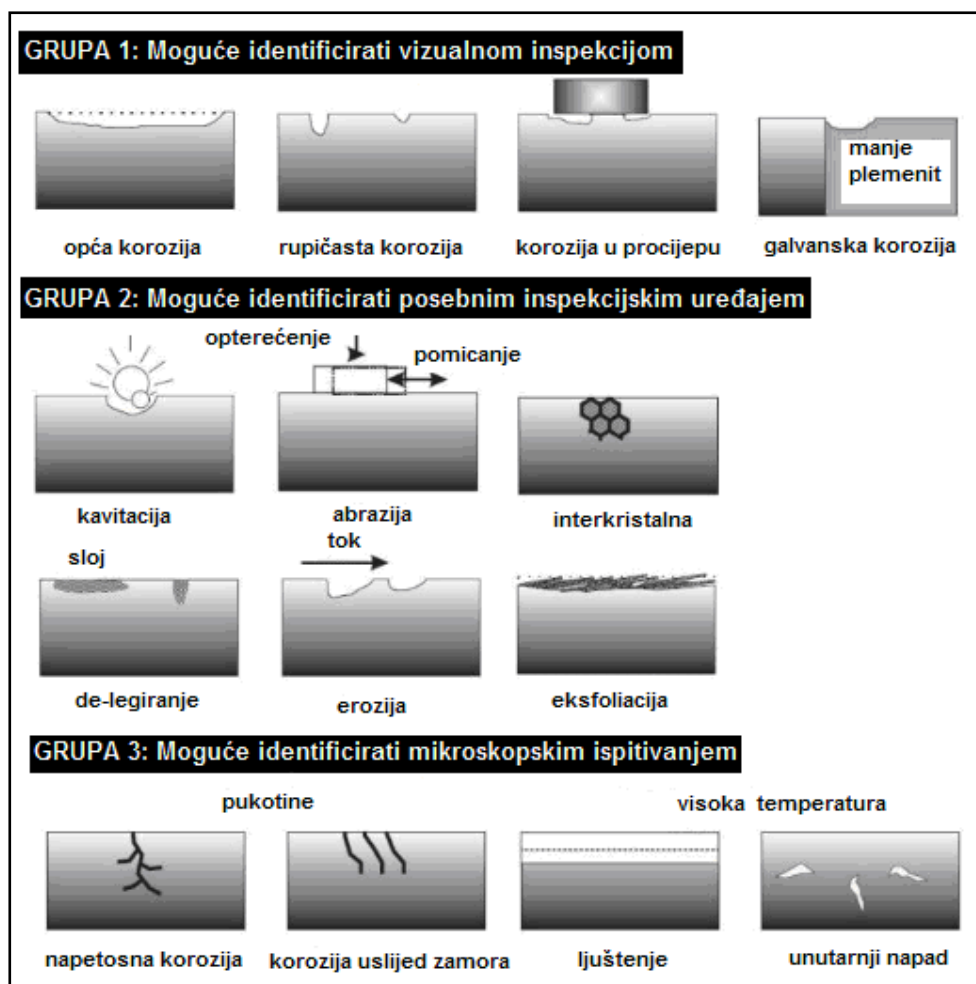 GRUPA 1: Moguće identificirati vizualnom inspekcijom
manje
plemenit
opća korozija
rupičasta korozija
korozija u procijepu
galvanska korozija
GRUPA 2: Moguće identificirati posebnim inspekcijskim uređajem
opterećenje
pomicanje
kavitacija
abrazija
interkristalna
sloj
tok
de-legiranje
erozija
eksfoliacija
GRUPA 3: Moguće identificirati mikroskopskim ispitivanjem
pukotine
visoka temperatura
napetosna korozija
korozija uslijed zamora
ljuštenje
unutarnji napad